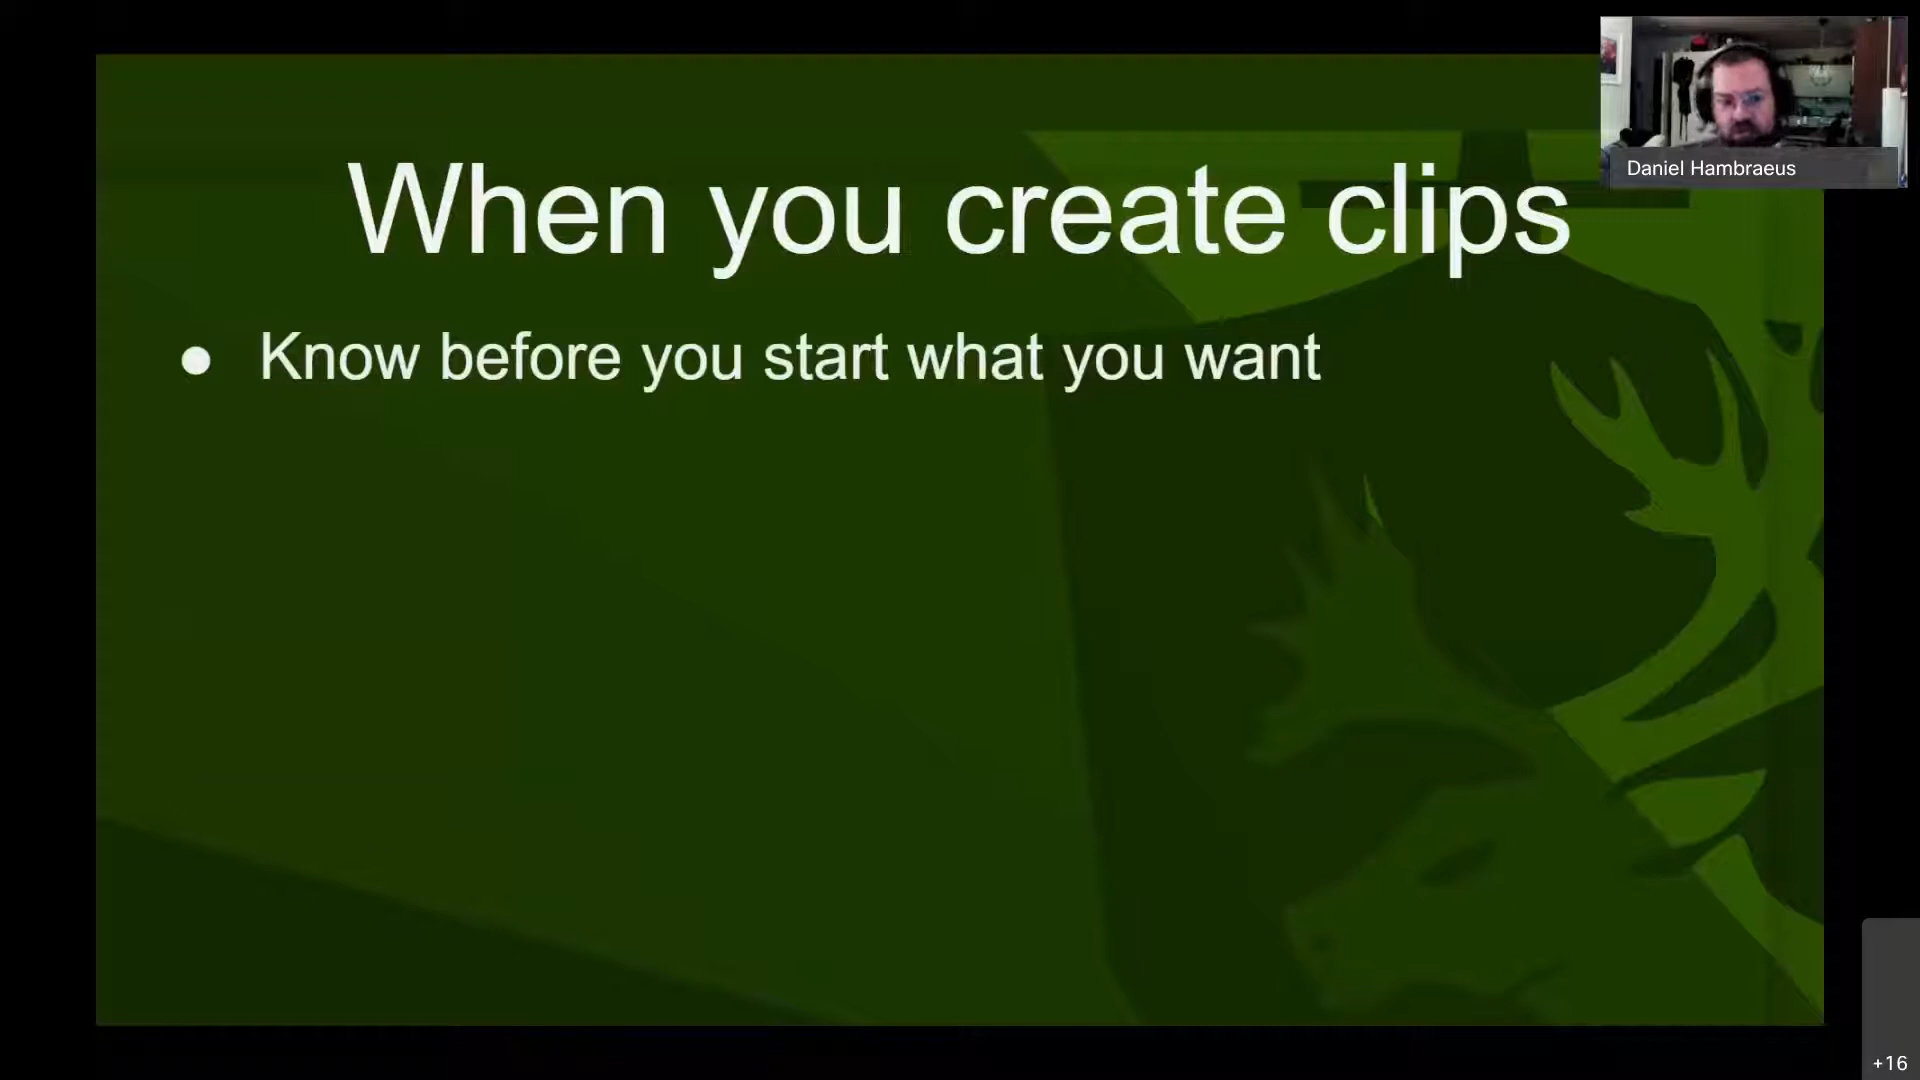 When you create clips
● Know before you start what you want
Daniel Hambraeus
+16